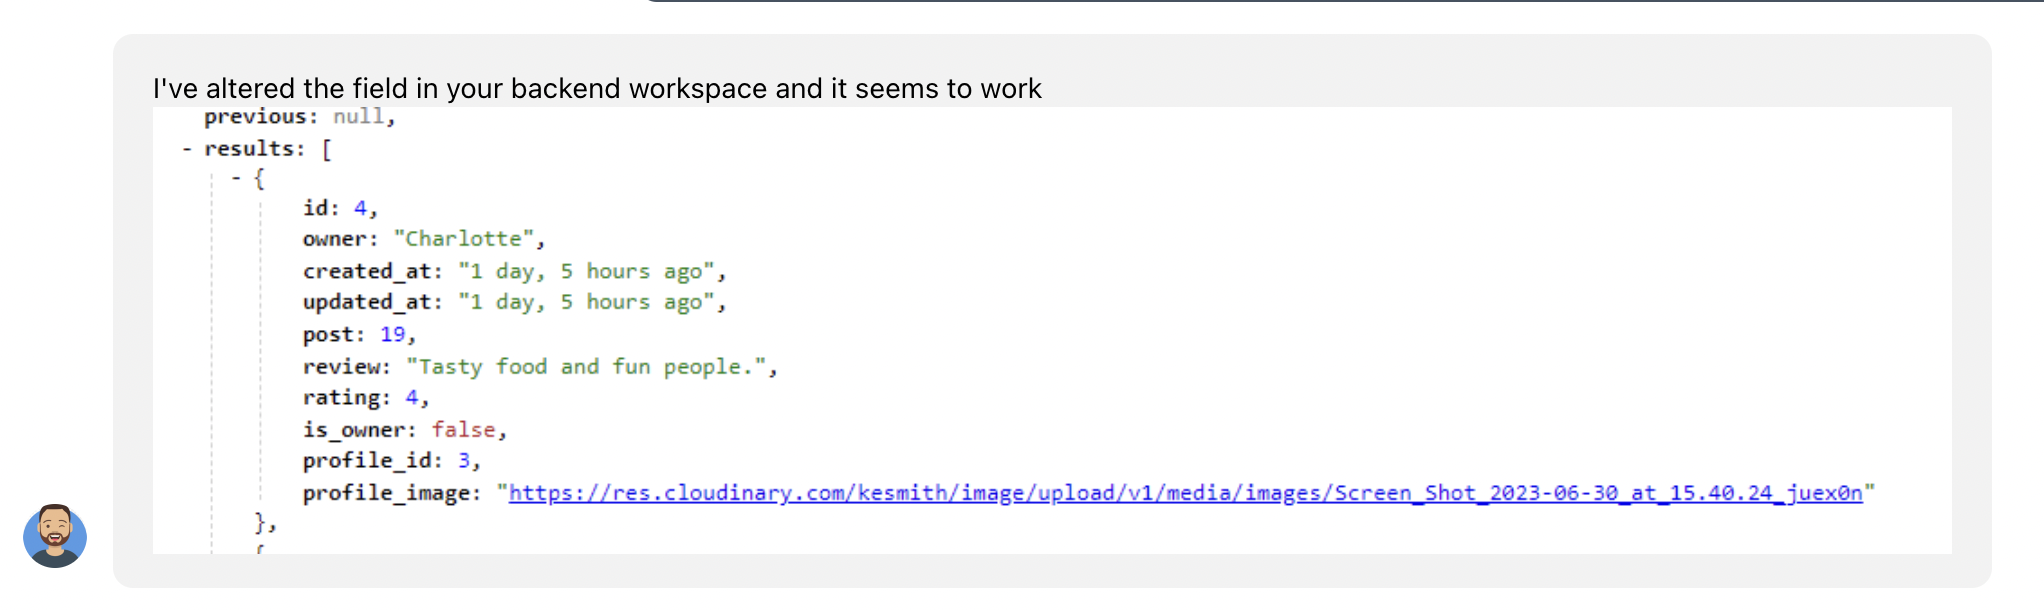 I've altered the field in your backend workspace and it seems to work
previous: null,
- results: [
- {
id: 4,
owner: "Charlotte",
created_at: "1 day, 5 hours ago",
updated_at: "1 day, 5 hours ago",
post: 19,
review: "Tasty food and fun people.",
rating: 4,
is_owner: false,
profile_id: 3,
profile_image: "https://res.cloudinary.com/kesmith/image/upload/v1/media/images/Screen_Shot_2023-06-30_at_15.40.24_juex0n"
},
{